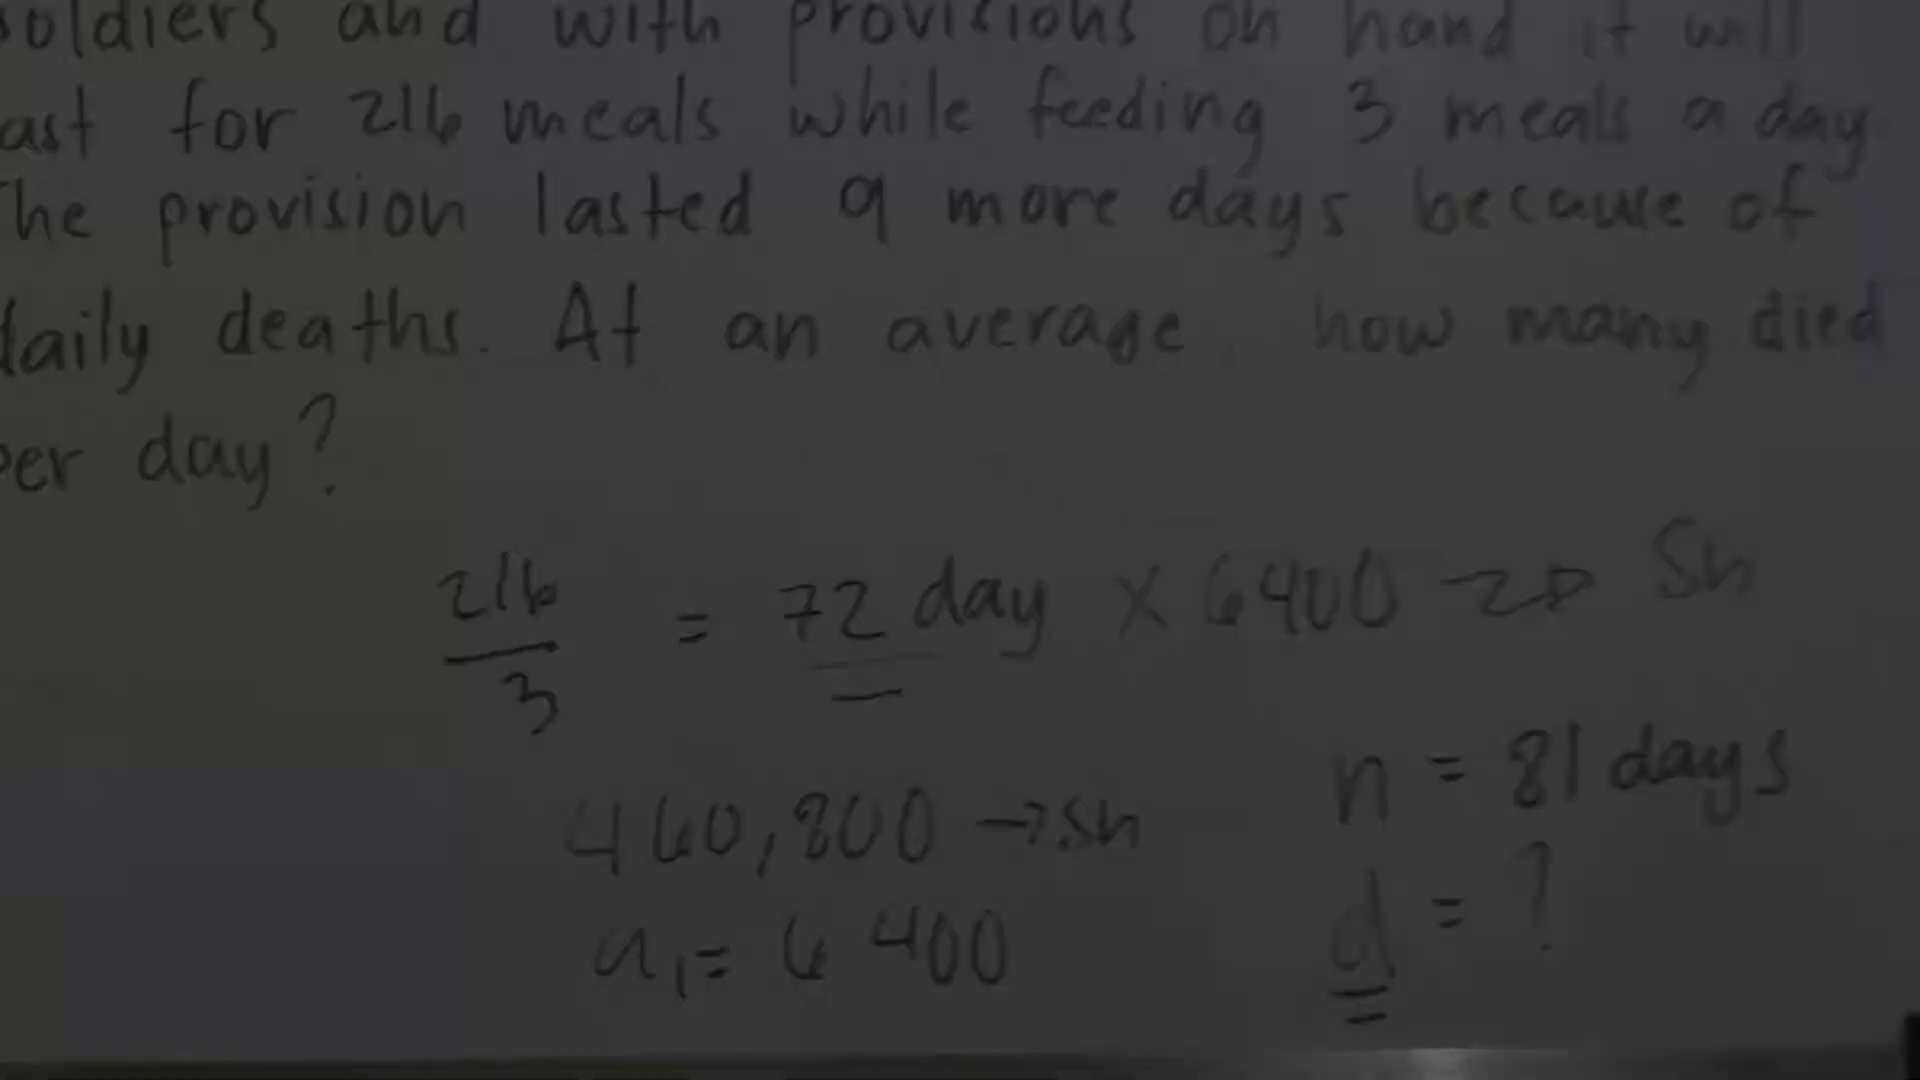 soldiers and with provisions on hand it will
ast for 216 meals while feeding 3 meals a day
The provision lasted 9 more days because of
daily deaths. At an average, how many died
per day?
216
3
= 72 day x 6400 → Sn
460,800 → Sn
n = 81 days
a1 = 6400
d = ?